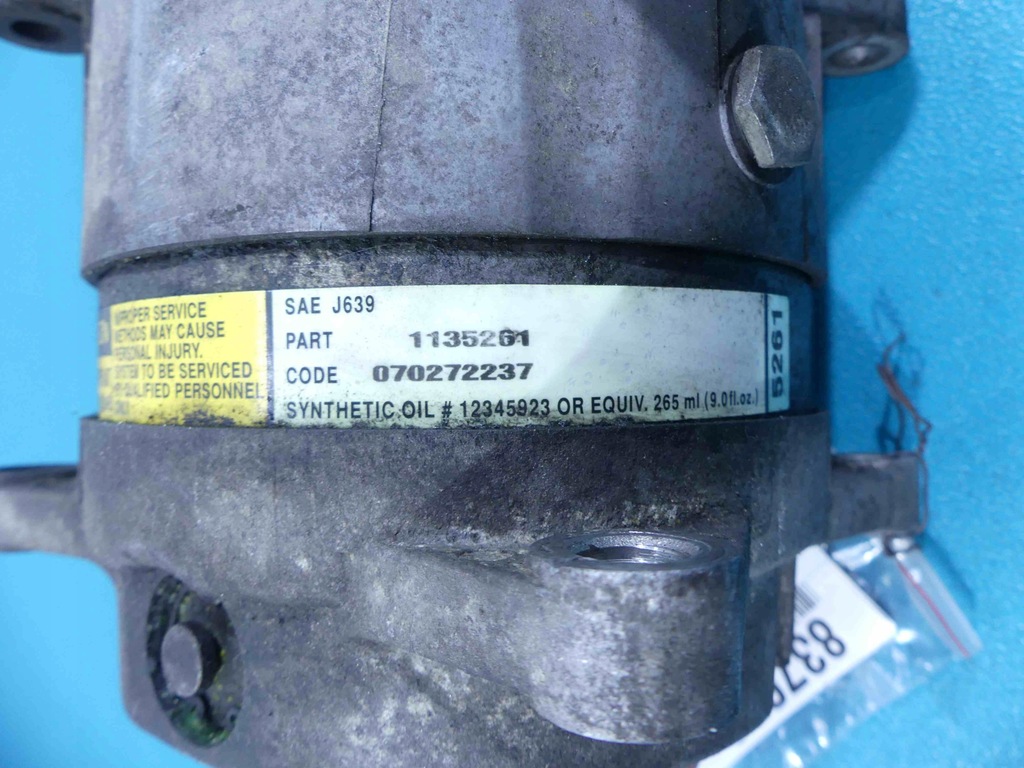 IMPROPER SERVICE
METHODS MAY CAUSE
PERSONAL INJURY.
SYSTEM TO BE SERVICED
QUALIFIED PERSONNEL
SAE J639
PART 1135261
CODE 070272237
SYNTHETIC OIL # 12345923 OR EQUIV. 265 ml (9.0fl.oz.)
5261